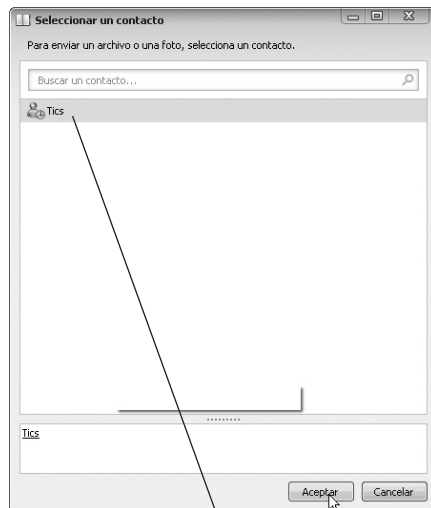 Seleccionar un contacto
Para enviar un archivo o una foto, selecciona un contacto.
Buscar un contacto...
Tics
Tics
Aceptar Cancelar